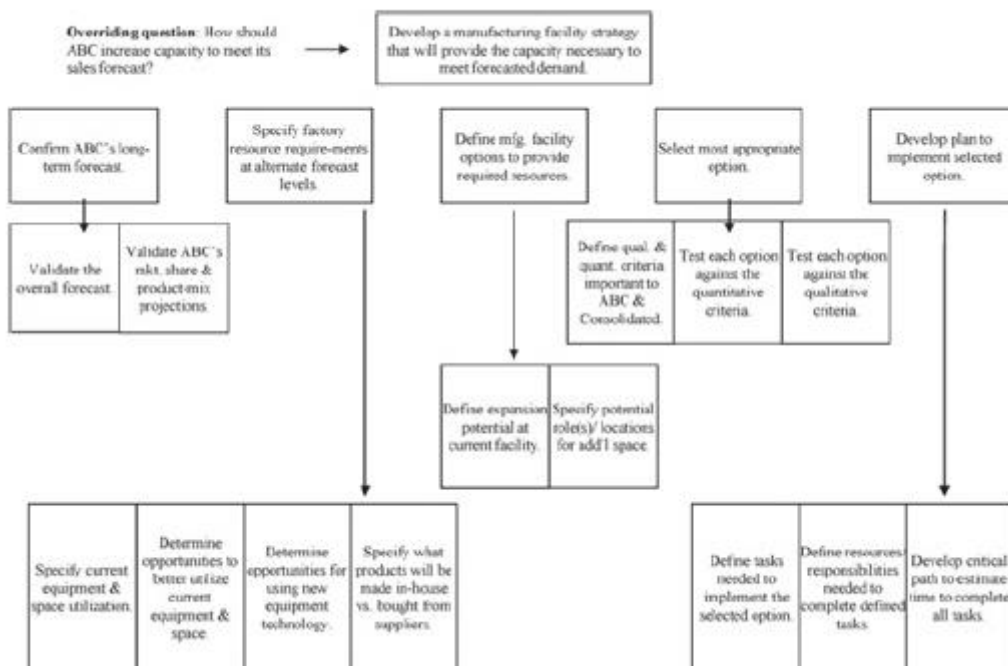 Overriding question: How should
ABC increase capacity to meet its
sales forecast?
Develop a manufacturing facility strategy
that will provide the capacity necessary to
meet forecasted demand.
Confirm ABC's long-
term forecast.
Specify factory
resource require-ments
at alternate forecast
levels.
Define mfg. facility
options to provide
required resources.
Select most appropriate
option.
Develop plan to
implement selected
option.
Validate the
overall forecast.
Validate ABC's
mkt. share &
product-mix
projections.
Define qual. &
quant. criteria
important to
ABC &
Consolidated.
Test each option
against the
quantitative
criteria.
Test each option
against the
qualitative
criteria.
Define expansion
potential at
current facility.
Specify potential
role(s)/ locations
for add'l space
Specify current
equipment &
space utilization.
Determine
opportunities to
better utilize
current
equipment &
space
Determine
opportunities for
using new
equipment
technology.
Specify what
products will be
made in-house
vs. bought from
suppliers.
Define tasks
needed to
implement the
selected option.
Define resources/
responsibilities
needed to
complete defined
tasks.
Develop critical
path to estimate
time to complete
all tasks.